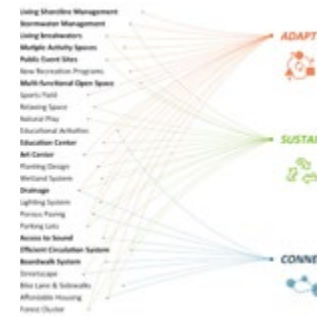 Living Shoreline Management
Stormwater Management
Living breakwaters
Multiple Activity Spaces
Public Event Sites
New Recreation Programs
Multi-functional Open Space
Sports Field
Relaxing Space
Natural Play
Educational Activities
Education Center
Art Center
Planting Design
Wetland System
Drainage
Lighting System
Porous Paving
Parking Lots
Access to Sound
Efficient Circulation System
Boardwalk System
Streetscape
Bike Lane & Sidewalks
Affordable Housing
Forest Cluster
ADAPT
SUSTA
CONNE